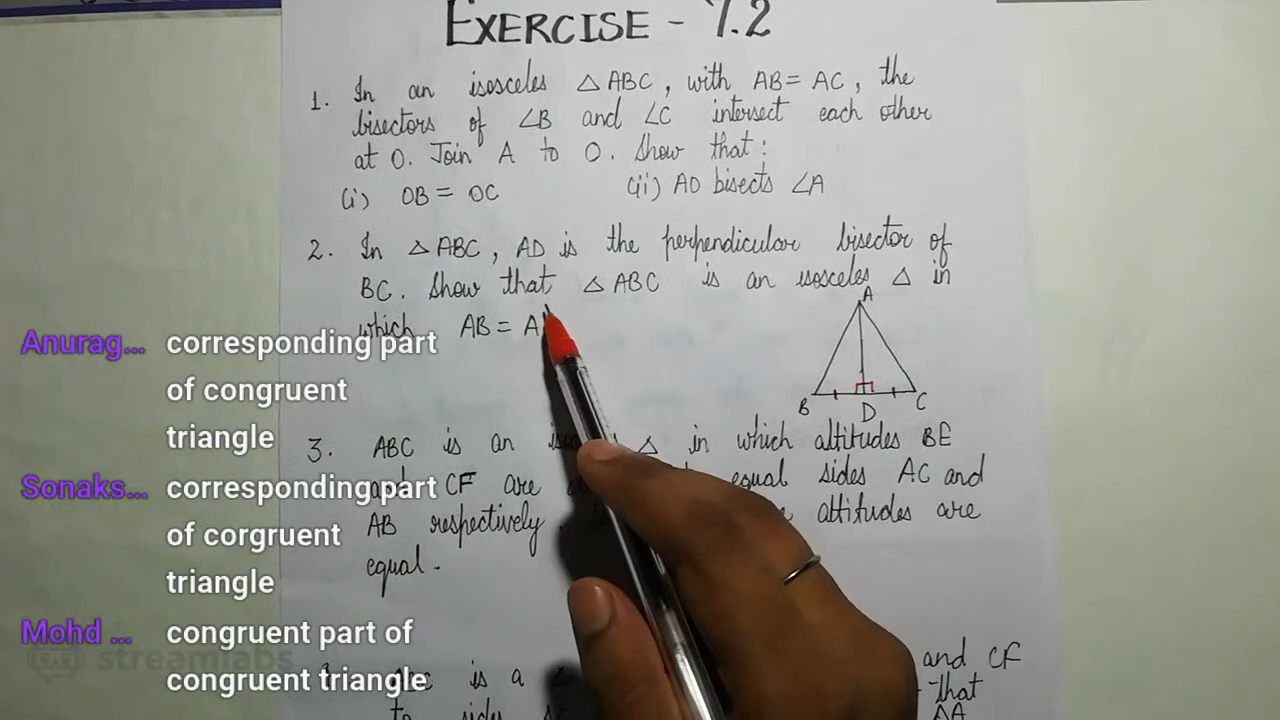 EXERCISE - 7.2
1. In an isosceles △ ABC, with AB = AC, the
bisectors of ∠B and ∠C intersect each other
at O. Join A to O. Show that:
(i) OB = OC (ii) AO bisects ∠A
2. In △ ABC, AD is the perpendicular bisector of
BC. Show that △ ABC is an isosceles △ in
which AB = A
A
B D C
3. ABC is an △ in which altitudes BE
and CF are equal sides AC and
AB respectively altitudes are
equal.
is a and CF
that
to sides △A
Anurag... corresponding part
of congruent
triangle
Sonaks... corresponding part
of corgruent
triangle
Mohd ... congruent part of
congruent triangle
streamlabs